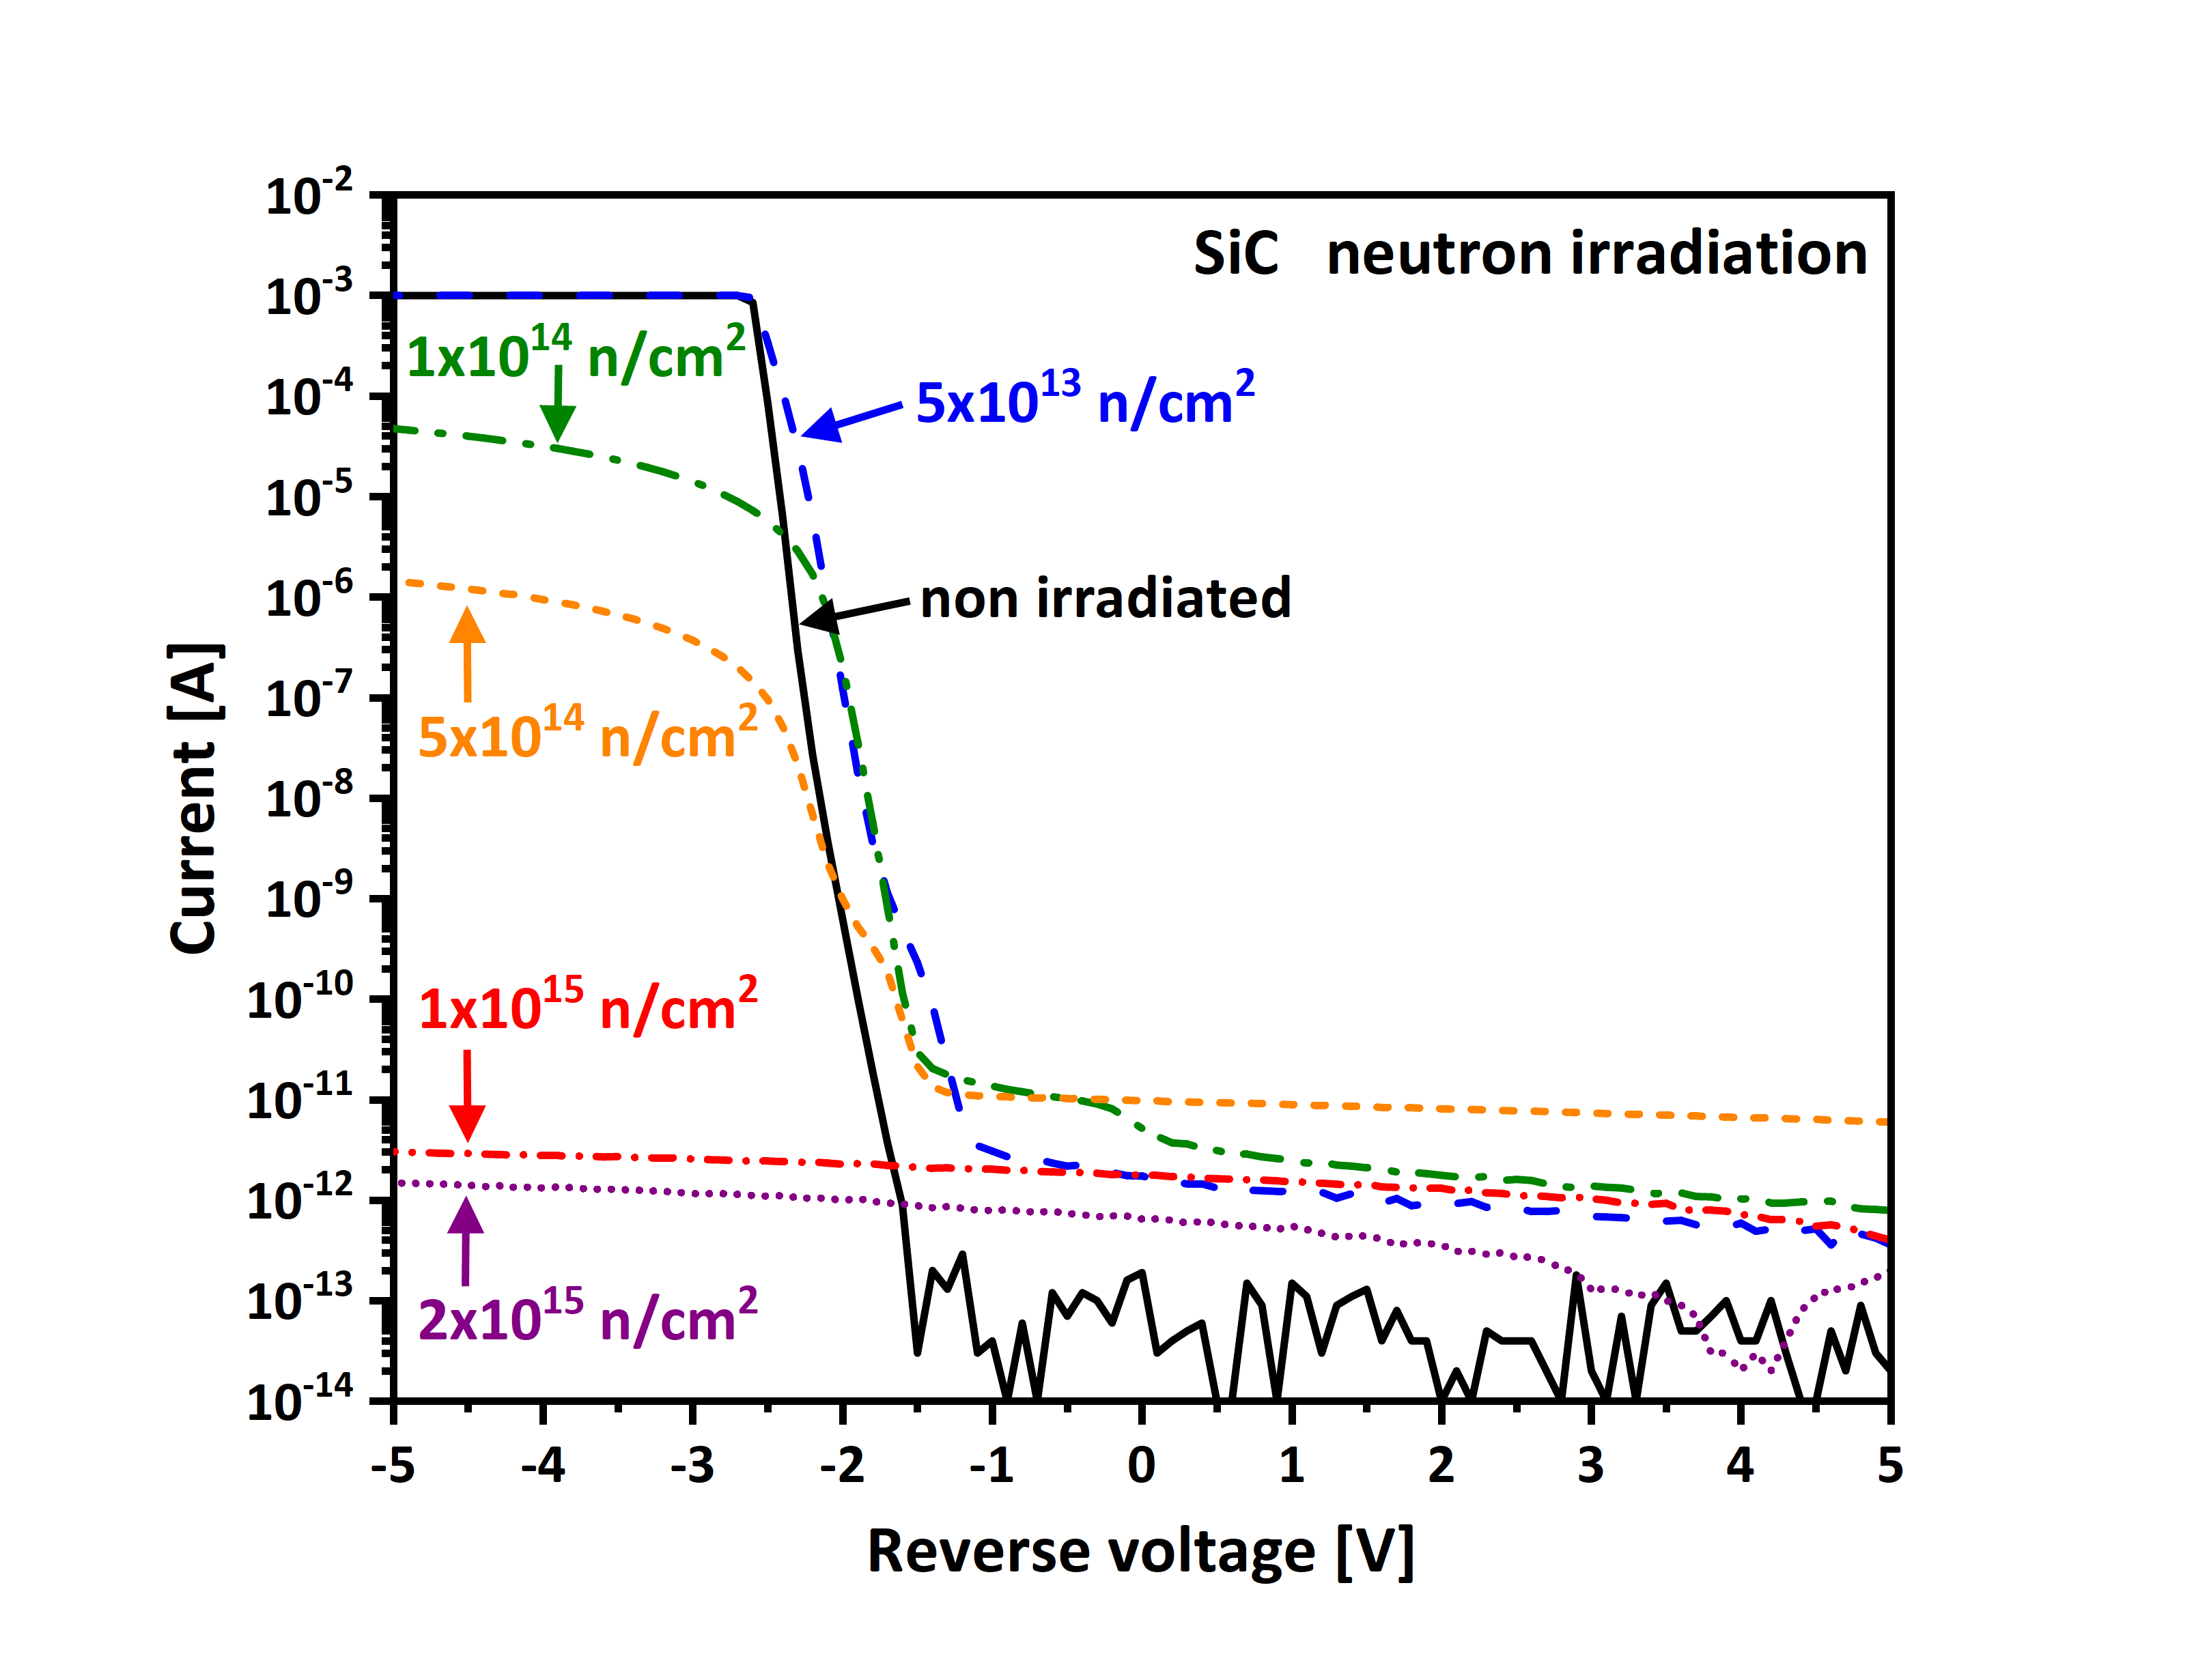 SiC neutron irradiation
10⁻²
10⁻³
10⁻⁴
10⁻⁵
10⁻⁶
10⁻⁷
10⁻⁸
10⁻⁹
10⁻¹⁰
10⁻¹¹
10⁻¹²
10⁻¹³
10⁻¹⁴
Current [A]
1x10¹⁴ n/cm²
5x10¹³ n/cm²
non irradiated
5x10¹⁴ n/cm²
1x10¹⁵ n/cm²
2x10¹⁵ n/cm²
-5 -4 -3 -2 -1 0 1 2 3 4 5
Reverse voltage [V]